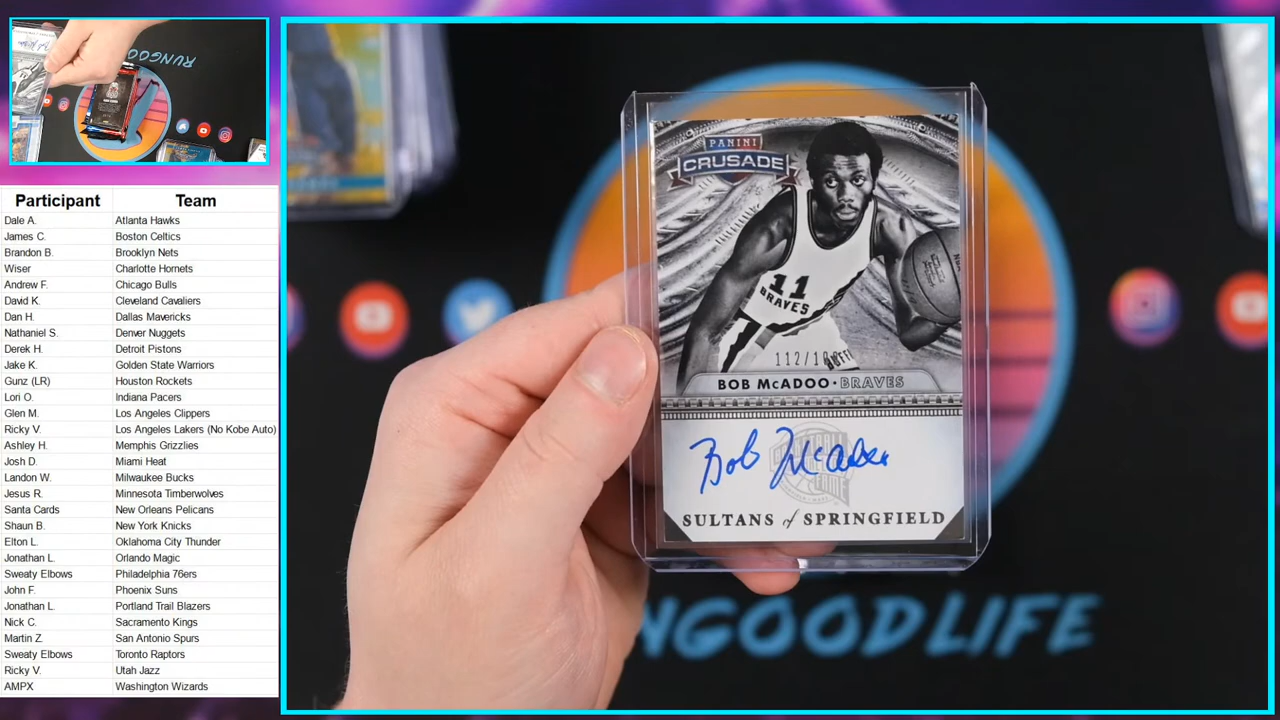 Participant Team
Dale A. Atlanta Hawks
James C. Boston Celtics
Brandon B. Brooklyn Nets
Wiser Charlotte Hornets
Andrew F. Chicago Bulls
David K. Cleveland Cavaliers
Dan H. Dallas Mavericks
Nathaniel S. Denver Nuggets
Derek H. Detroit Pistons
Jake K. Golden State Warriors
Gunz (LR) Houston Rockets
Lori O. Indiana Pacers
Glen M. Los Angeles Clippers
Ricky V. Los Angeles Lakers (No Kobe Auto)
Ashley H. Memphis Grizzlies
Josh D. Miami Heat
Landon W. Milwaukee Bucks
Jesus R. Minnesota Timberwolves
Santa Cards New Orleans Pelicans
Shaun B. New York Knicks
Elton L. Oklahoma City Thunder
Jonathan L. Orlando Magic
Sweaty Elbows Philadelphia 76ers
John F. Phoenix Suns
Jonathan L. Portland Trail Blazers
Nick C. Sacramento Kings
Martin Z. San Antonio Spurs
Sweaty Elbows Toronto Raptors
Ricky V. Utah Jazz
AMPX Washington Wizards
PANINI
CRUSADE
11
BRAVES
BOB McADOO • BRAVES
Bob McAdoo
SULTANS of SPRINGFIELD
NGOODLIFE